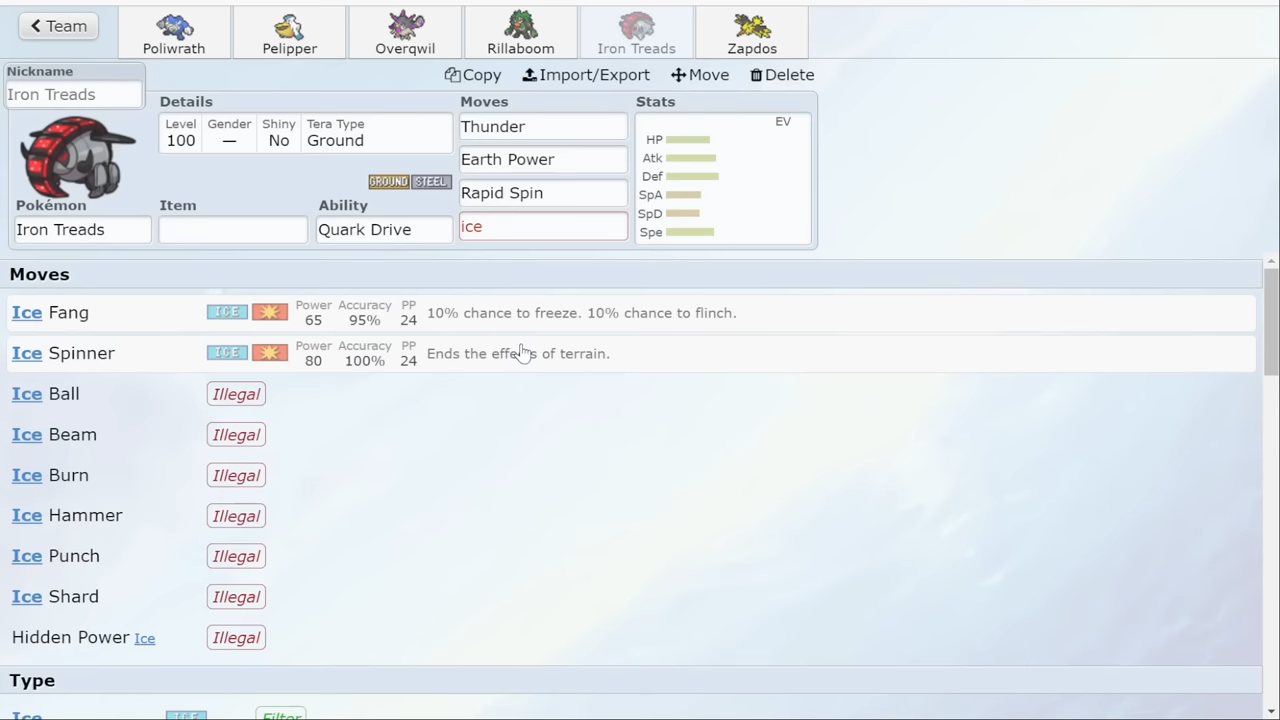 Team
Poliwrath
Pelipper
Overqwil
Rillaboom
Iron Treads
Zapdos
Nickname
Iron Treads
Copy
Import/Export
Move
Delete
Details
Level Gender Shiny Tera Type
100 — No Ground
GROUND STEEL
Pokémon Item Ability
Iron Treads Quark Drive
Moves
Thunder
Earth Power
Rapid Spin
ice
Stats
EV
HP
Atk
Def
SpA
SpD
Spe
Moves
Ice Fang ICE Power 65 Accuracy 95% PP 24 10% chance to freeze. 10% chance to flinch.
Ice Spinner ICE Power 80 Accuracy 100% PP 24 Ends the effects of terrain.
Ice Ball Illegal
Ice Beam Illegal
Ice Burn Illegal
Ice Hammer Illegal
Ice Punch Illegal
Ice Shard Illegal
Hidden Power Ice Illegal
Type
Ice ICE Filter